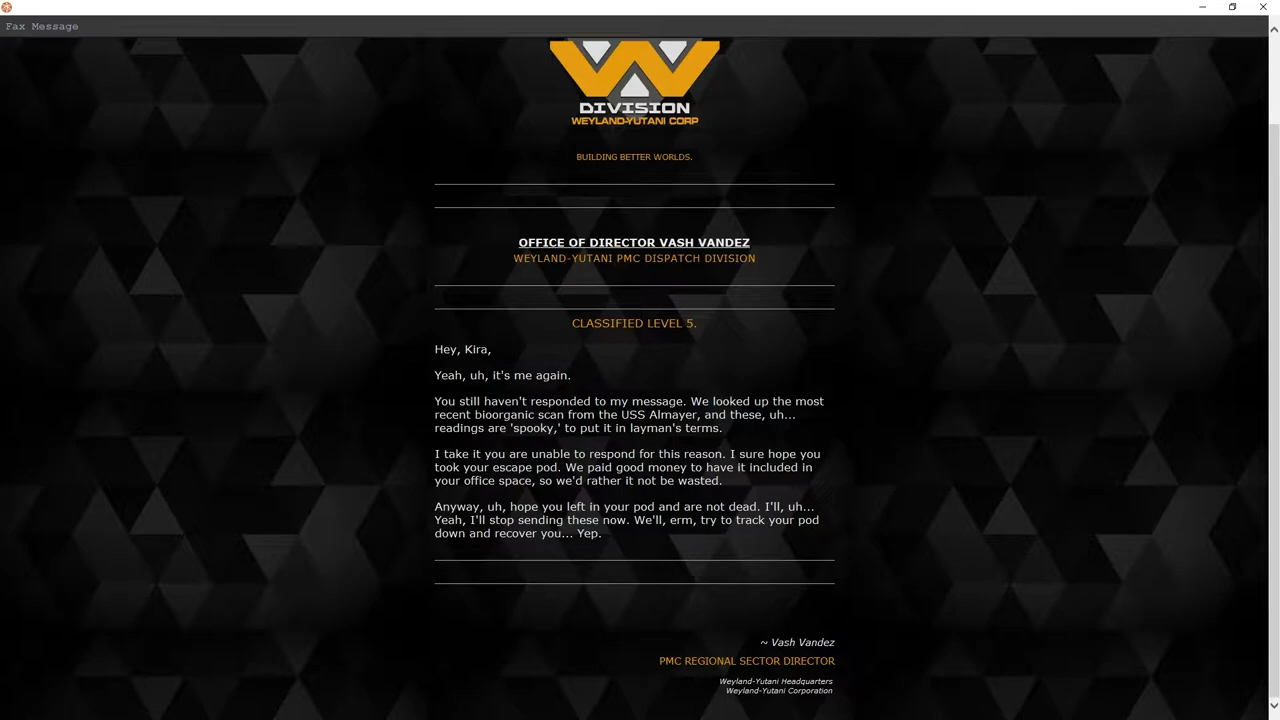 Fax Message
DIVISION
WEYLAND-YUTANI CORP
BUILDING BETTER WORLDS.
OFFICE OF DIRECTOR VASH VANDEZ
WEYLAND-YUTANI PMC DISPATCH DIVISION
CLASSIFIED LEVEL 5.
Hey, Kira,
Yeah, uh, it's me again.
You still haven't responded to my message. We looked up the most
recent bioorganic scan from the USS Almayer, and these, uh...
readings are 'spooky,' to put it in layman's terms.
I take it you are unable to respond for this reason. I sure hope you
took your escape pod. We paid good money to have it included in
your office space, so we'd rather it not be wasted.
Anyway, uh, hope you left in your pod and are not dead. I'll, uh...
Yeah, I'll stop sending these now. We'll, erm, try to track your pod
down and recover you... Yep.
~ Vash Vandez
PMC REGIONAL SECTOR DIRECTOR
Weyland-Yutani Headquarters
Weyland-Yutani Corporation